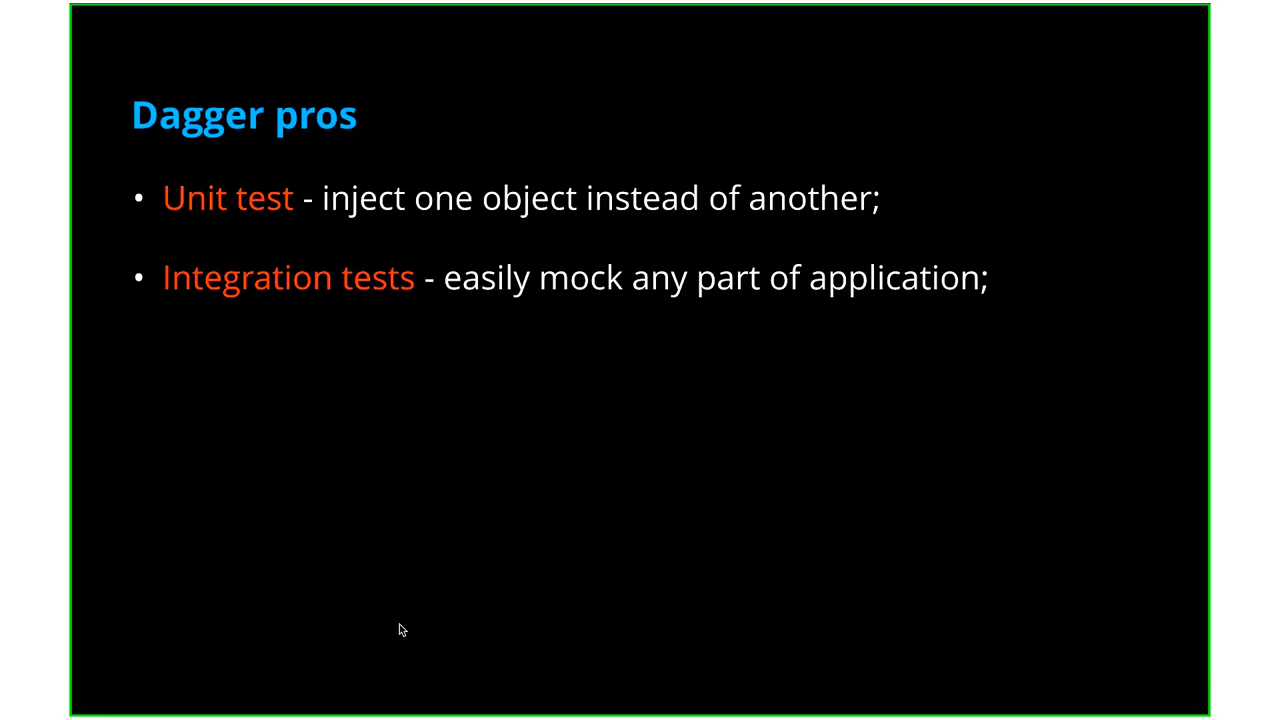 Dagger pros
• Unit test - inject one object instead of another;
• Integration tests - easily mock any part of application;